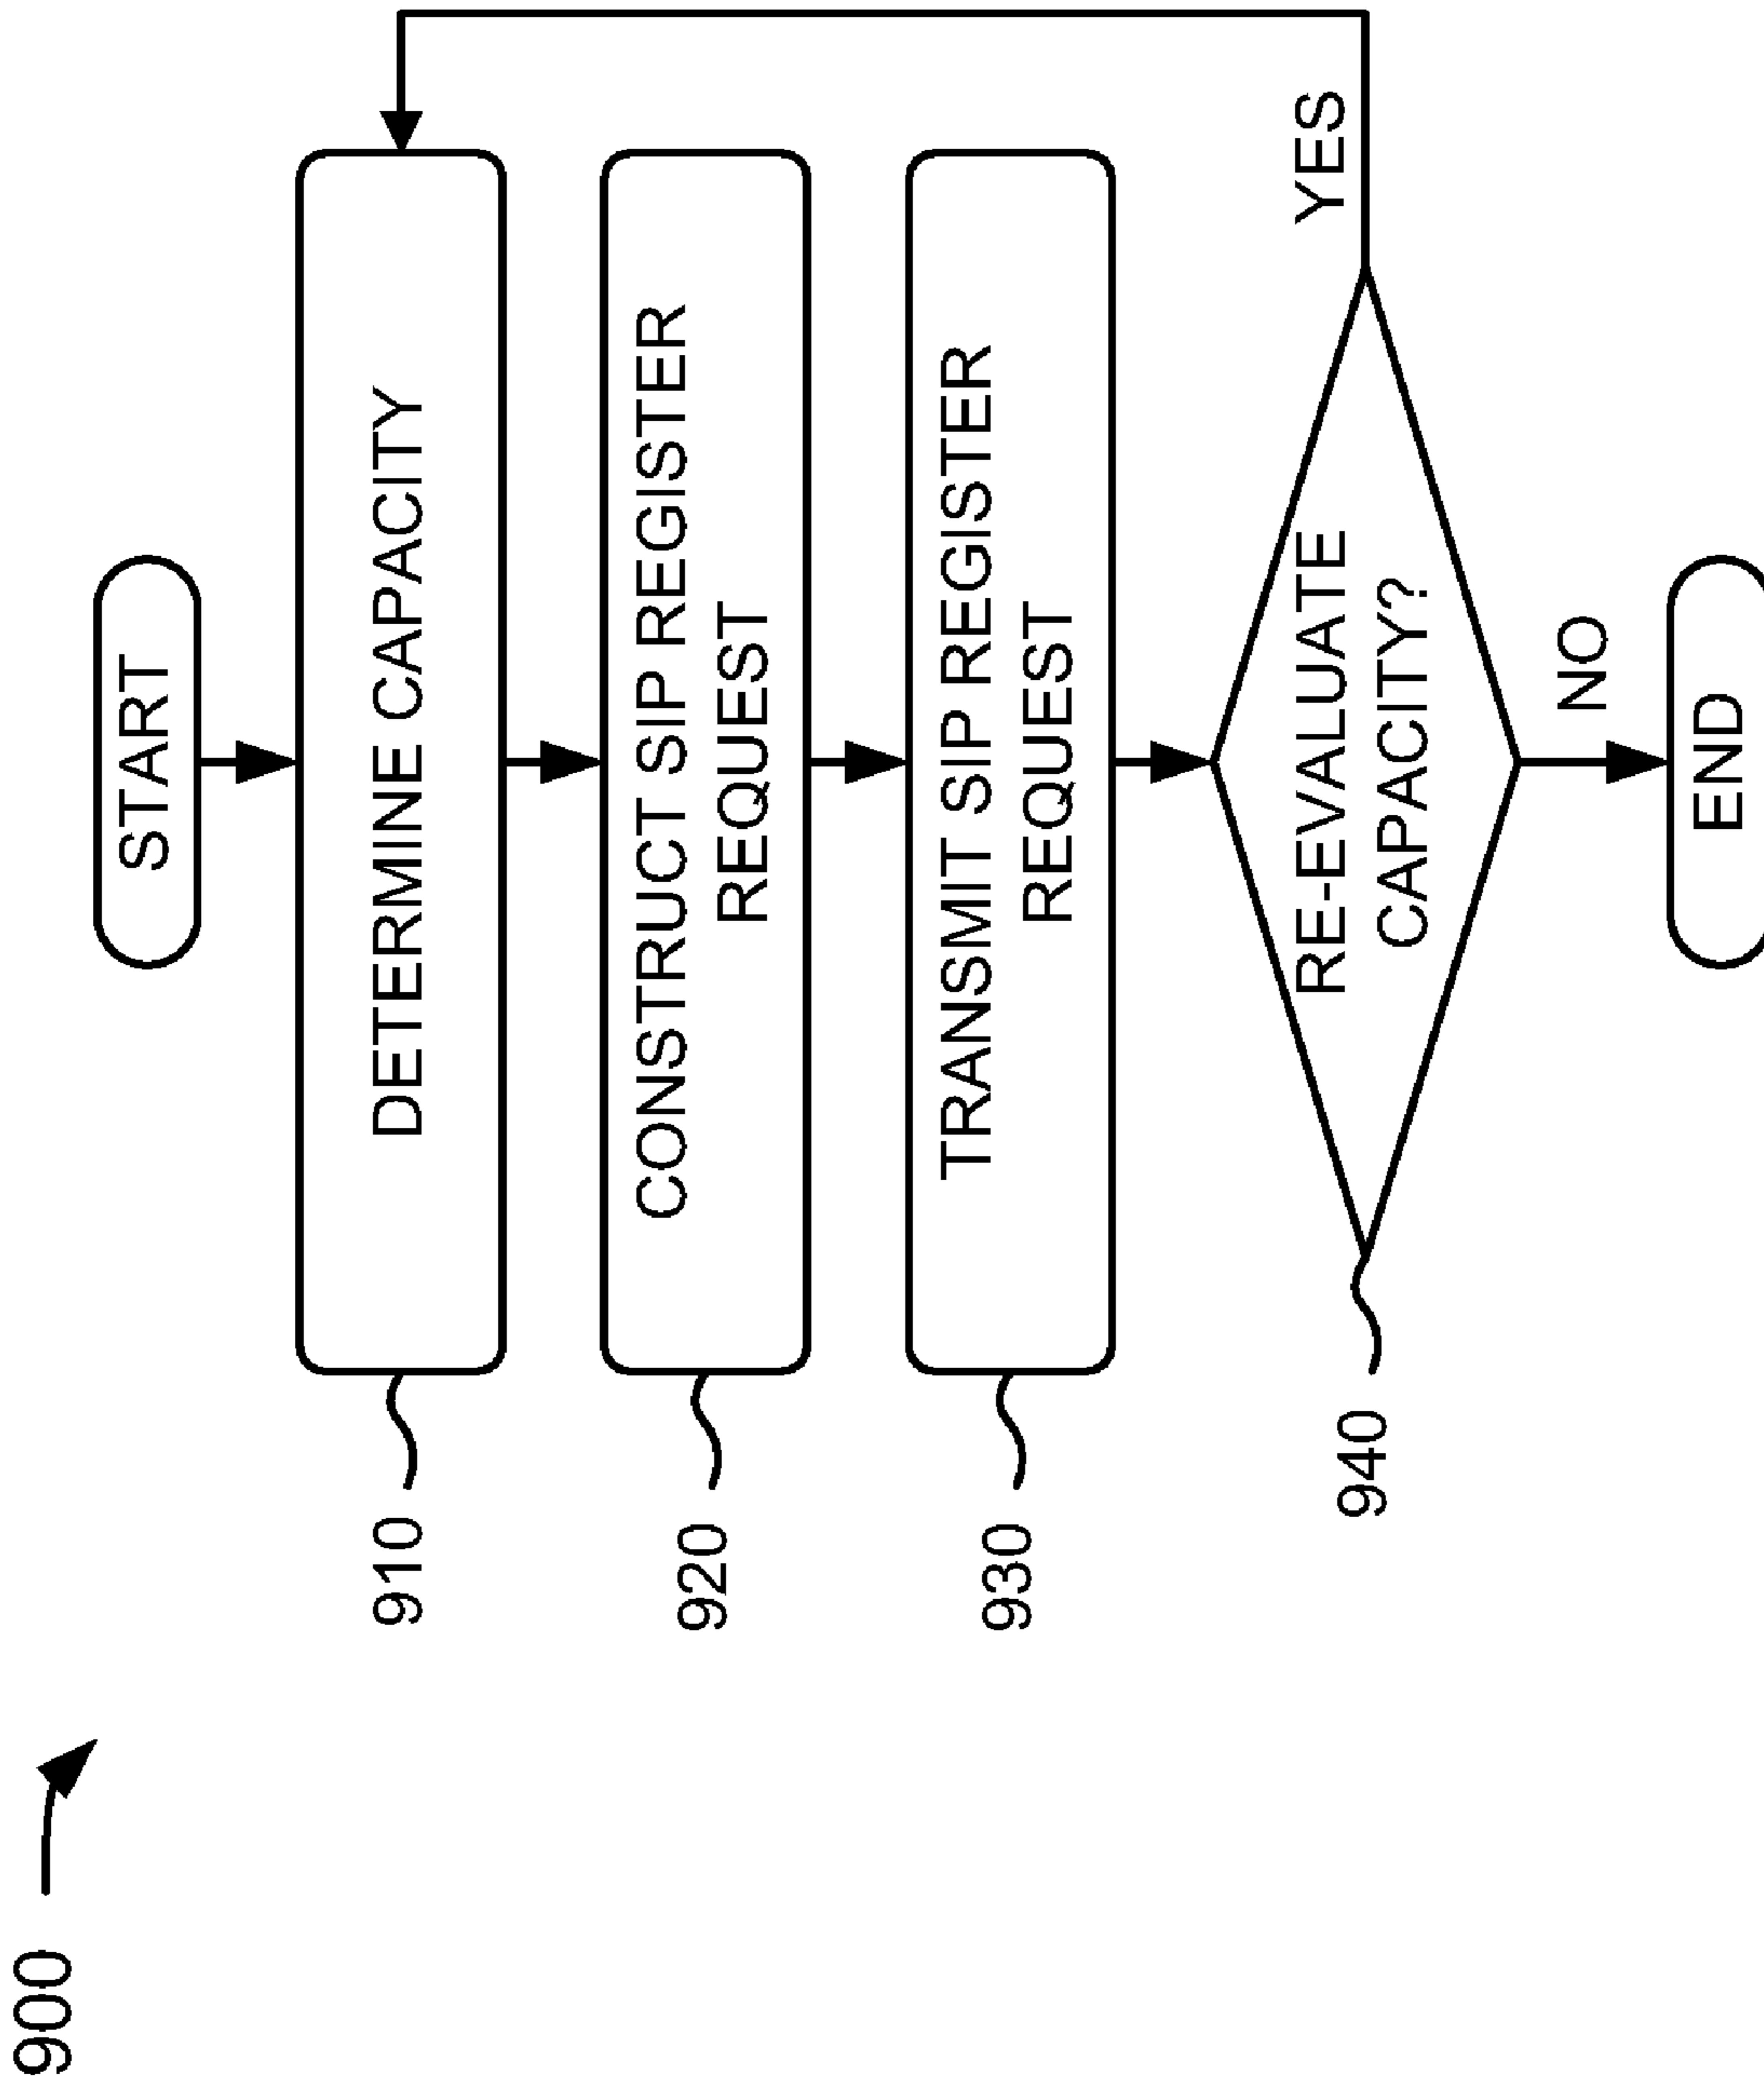 900
START
910
DETERMINE CAPACITY
920
CONSTRUCT SIP REGISTER
REQUEST
930
TRANSMIT SIP REGISTER
REQUEST
940
RE-EVALUATE
CAPACITY?
YES
NO
END